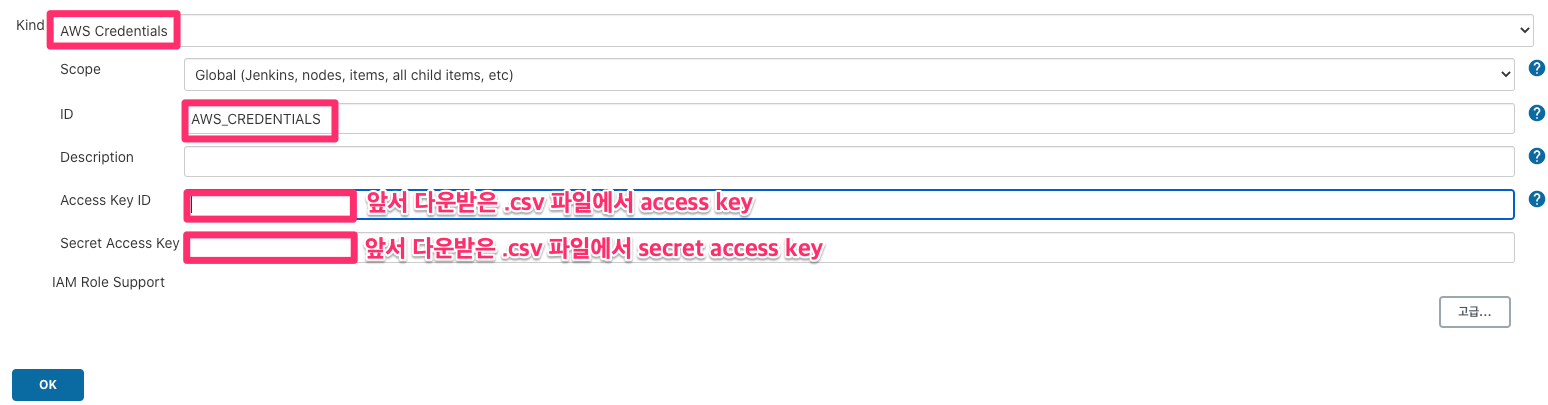 Kind AWS Credentials
Scope Global (Jenkins, nodes, items, all child items, etc) ?
ID AWS_CREDENTIALS ?
Description ?
Access Key ID 앞서 다운받은 .csv 파일에서 access key ?
Secret Access Key 앞서 다운받은 .csv 파일에서 secret access key
IAM Role Support
고급...
OK